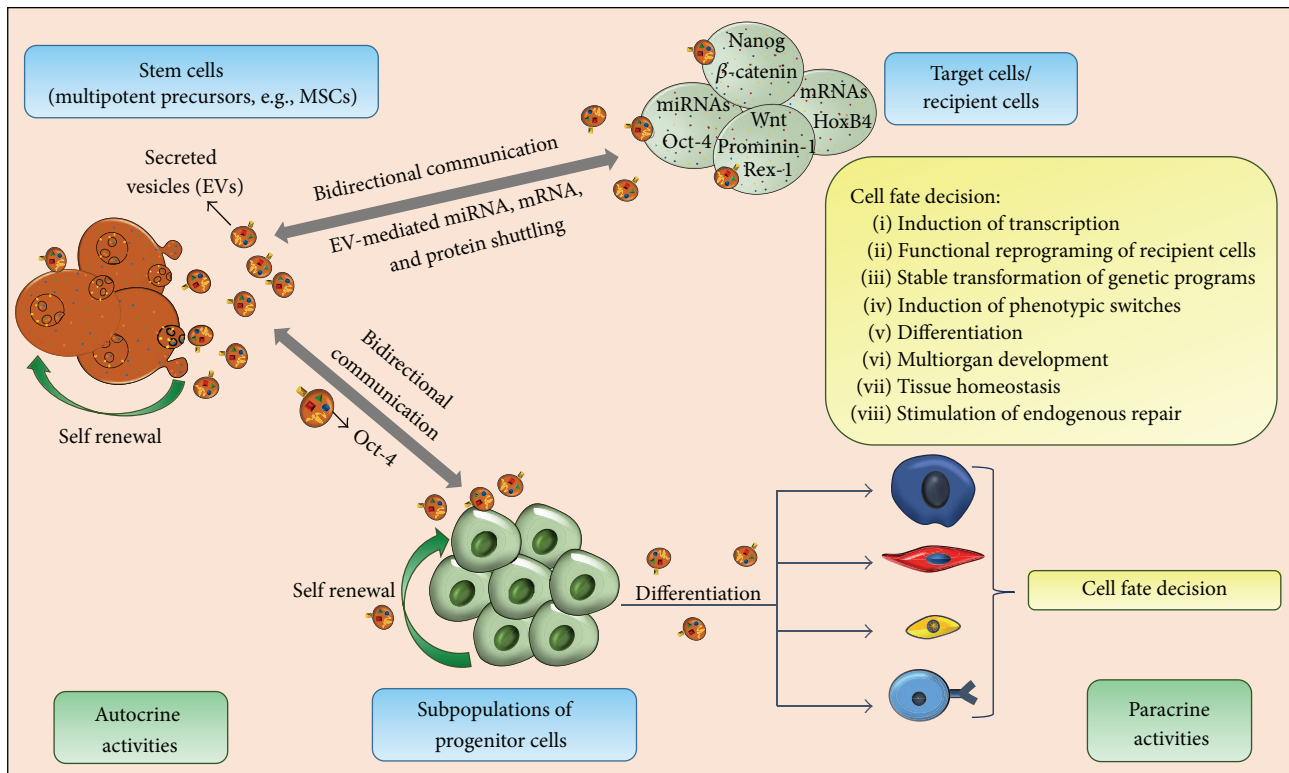 Stem cells
(multipotent precursors, e.g., MSCs)
Secreted
vesicles (EVs)
Bidirectional communication
EV-mediated miRNA, mRNA,
and protein shuttling
Nanog
β-catenin
miRNAs
Oct-4
mRNAs
HoxB4
Wnt
Prominin-1
Rex-1
Target cells/
recipient cells
Cell fate decision:
(i) Induction of transcription
(ii) Functional reprograming of recipient cells
(iii) Stable transformation of genetic programs
(iv) Induction of phenotypic switches
(v) Differentiation
(vi) Multiorgan development
(vii) Tissue homeostasis
(viii) Stimulation of endogenous repair
Self renewal
Bidirectional
communication
Oct-4
Self renewal
Differentiation
Cell fate decision
Autocrine
activities
Subpopulations of
progenitor cells
Paracrine
activities